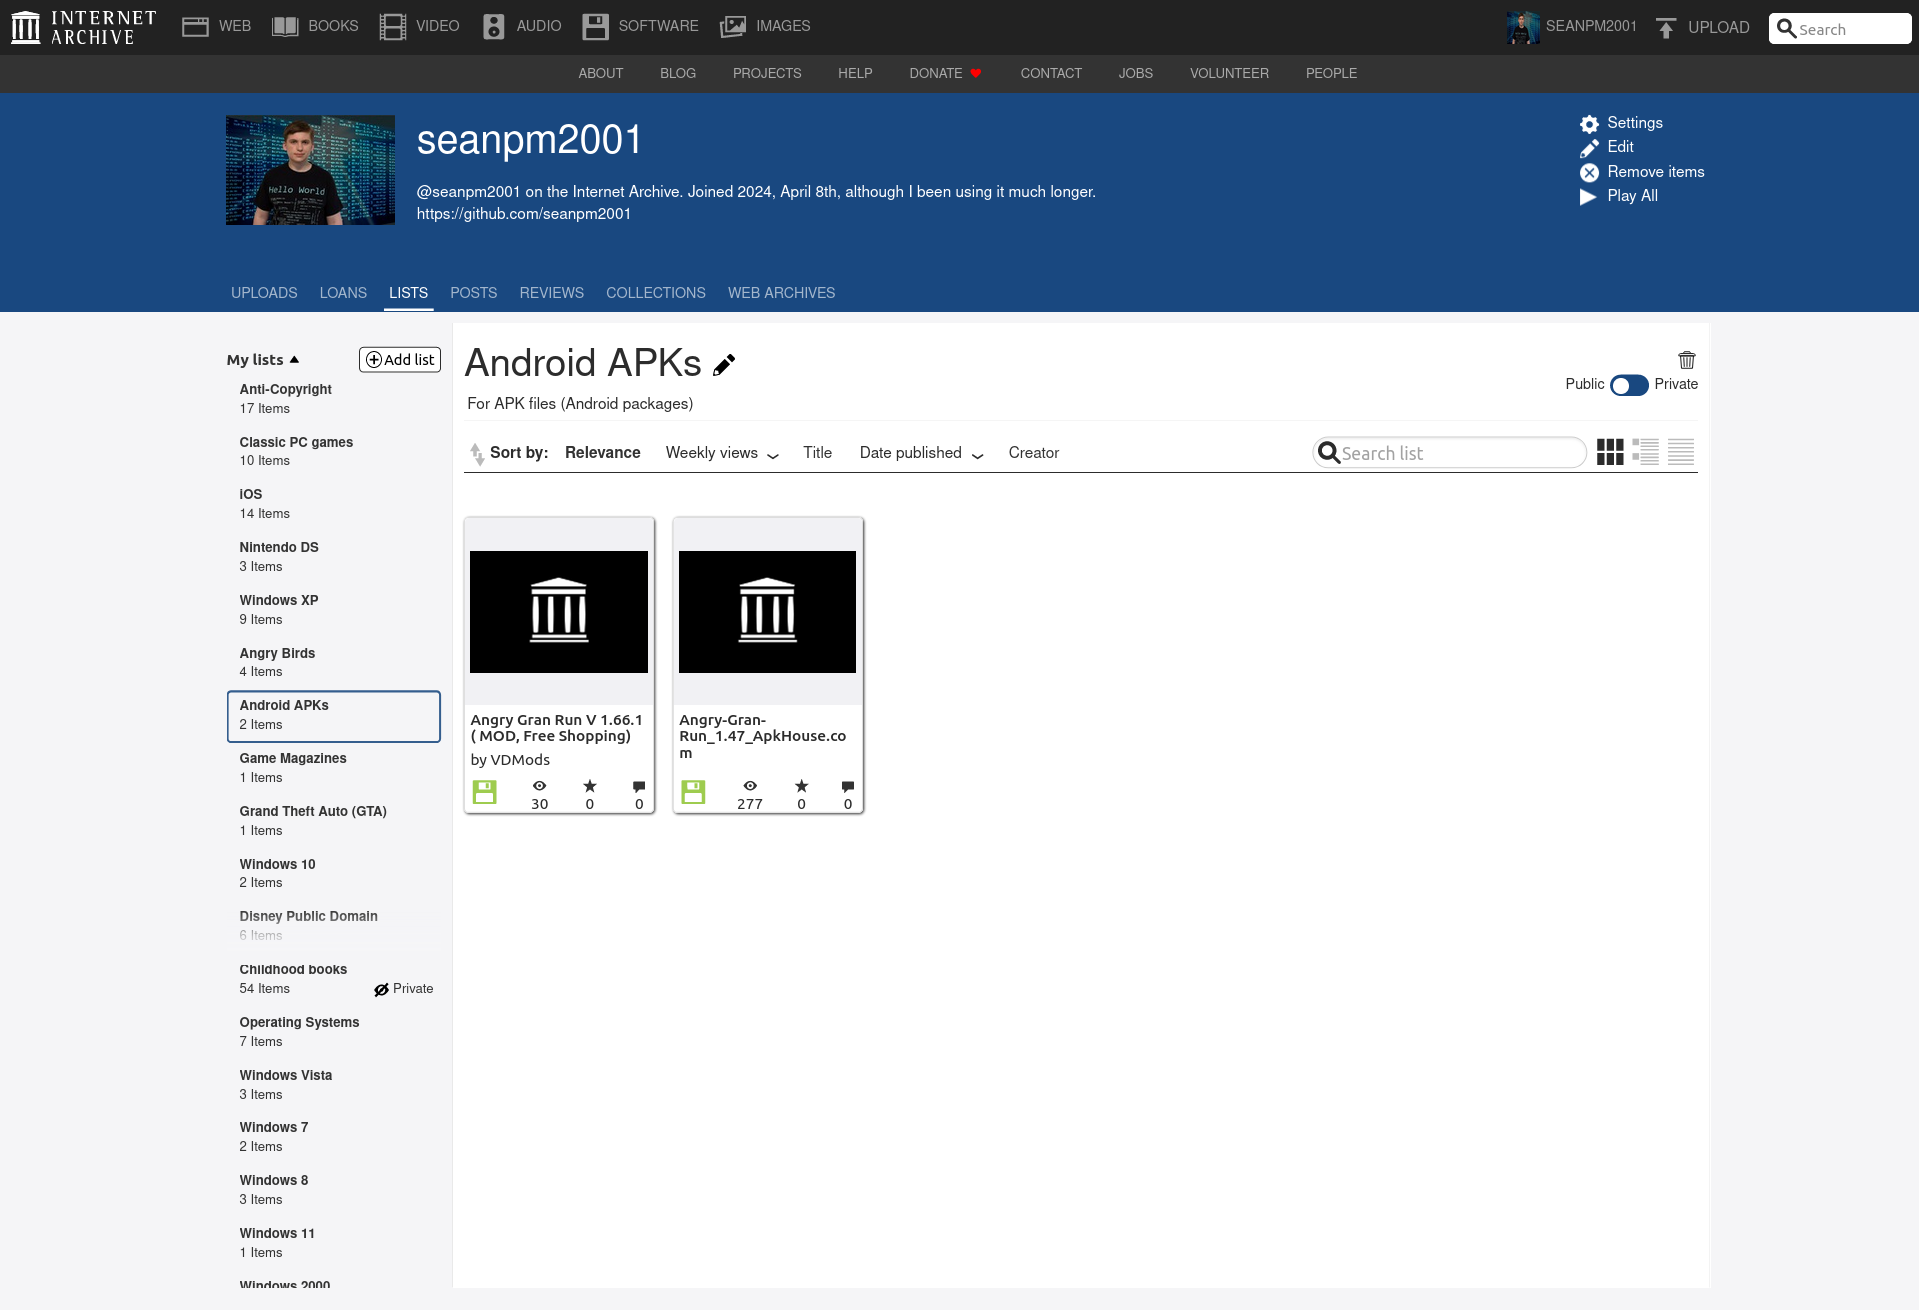 INTERNET
ARCHIVE
WEB
BOOKS
VIDEO
AUDIO
SOFTWARE
IMAGES
SEANPM2001
UPLOAD
Search
ABOUT
BLOG
PROJECTS
HELP
DONATE
CONTACT
JOBS
VOLUNTEER
PEOPLE
Hello World
seanpm2001
@seanpm2001 on the Internet Archive. Joined 2024, April 8th, although I been using it much longer.
https://github.com/seanpm2001
Settings
Edit
Remove items
Play All
UPLOADS
LOANS
LISTS
POSTS
REVIEWS
COLLECTIONS
WEB ARCHIVES
My lists
Add list
Anti-Copyright
17 Items
Classic PC games
10 Items
iOS
14 Items
Nintendo DS
3 Items
Windows XP
9 Items
Angry Birds
4 Items
Android APKs
2 Items
Game Magazines
1 Items
Grand Theft Auto (GTA)
1 Items
Windows 10
2 Items
Disney Public Domain
6 Items
Childhood books
54 Items
Private
Operating Systems
7 Items
Windows Vista
3 Items
Windows 7
2 Items
Windows 8
3 Items
Windows 11
1 Items
Windows 2000
Android APKs
For APK files (Android packages)
Public
Private
Sort by:
Relevance
Weekly views
Title
Date published
Creator
Search list
Angry Gran Run V 1.66.1
( MOD, Free Shopping)
by VDMods
30
0
0
Angry-Gran-
Run_1.47_ApkHouse.co
m
277
0
0